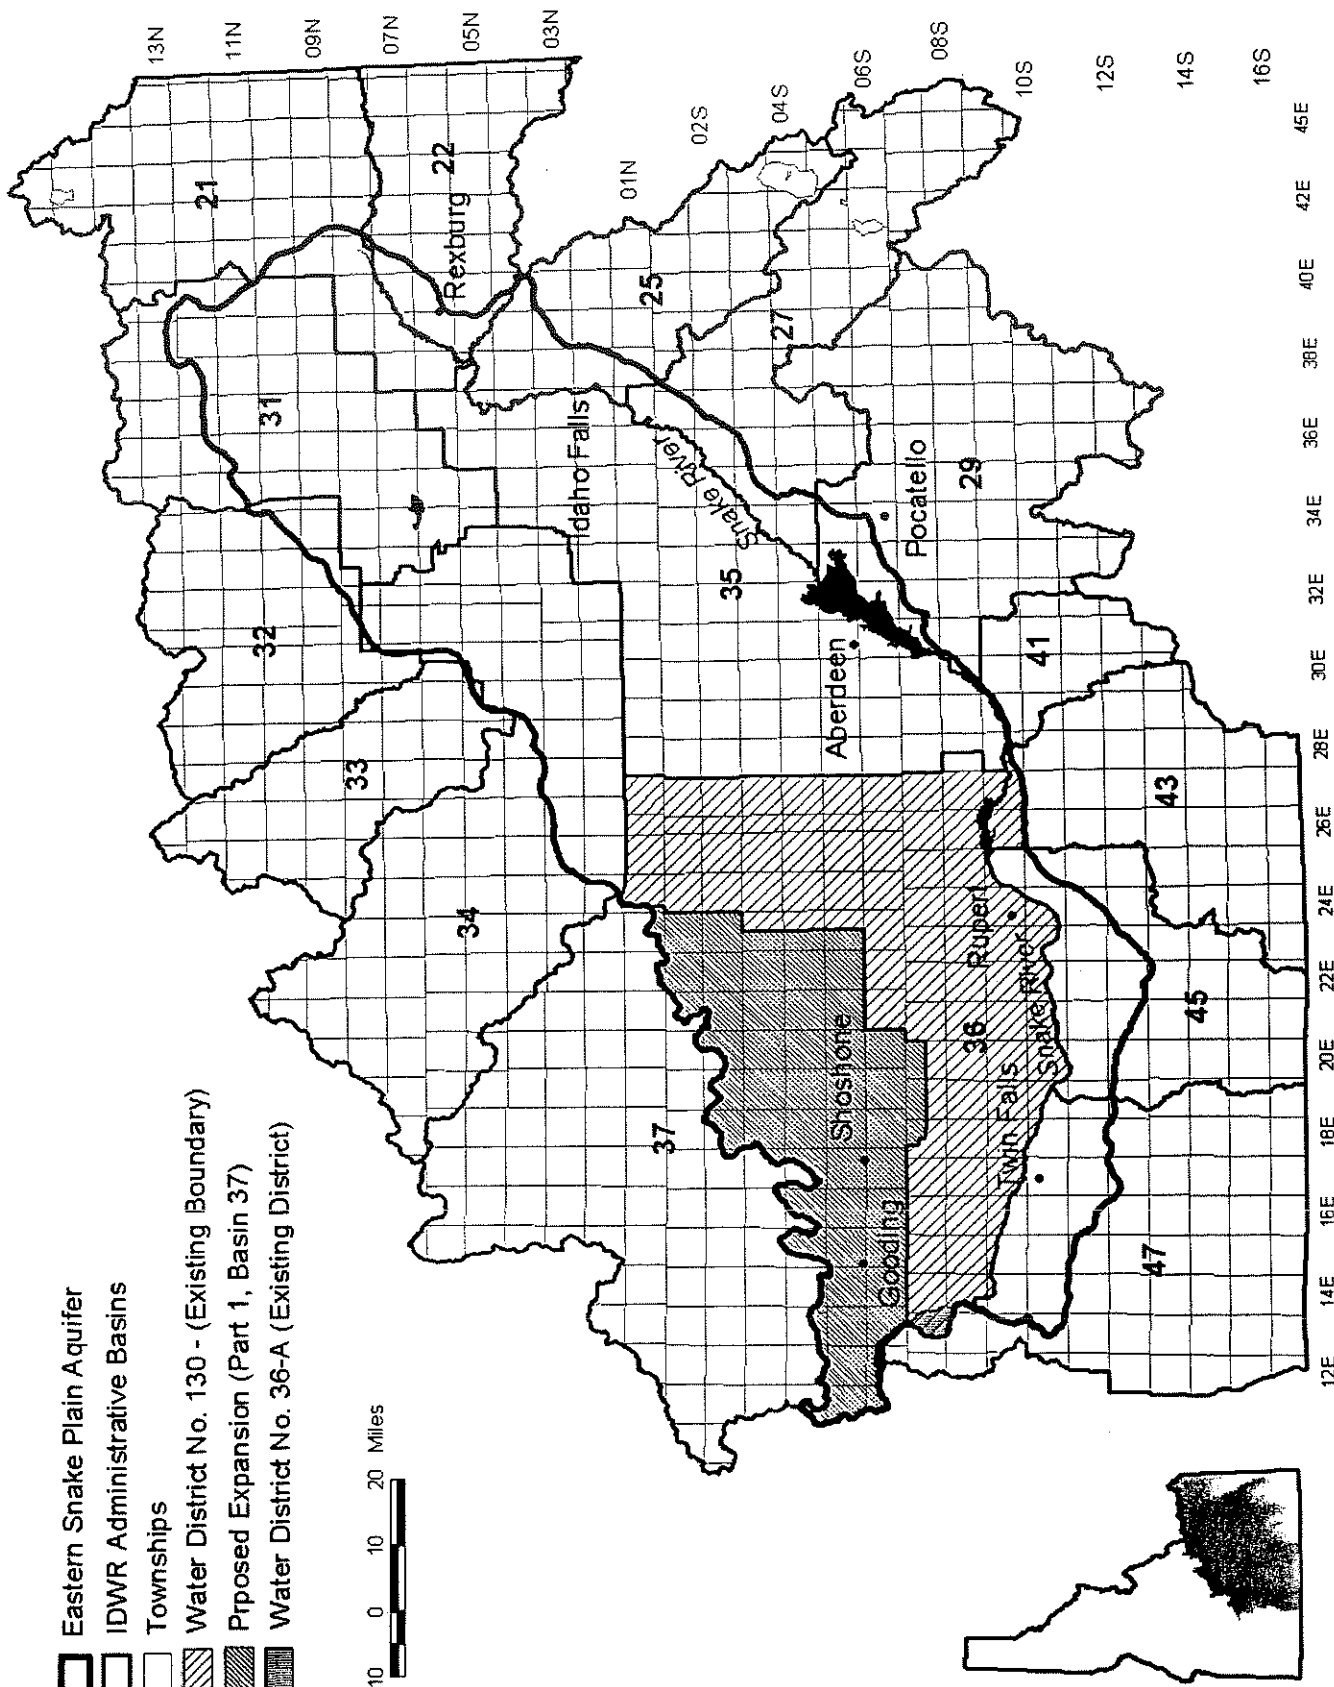 Eastern Snake Plain Aquifer
IDWR Administrative Basins
Townships
Water District No. 130 - (Existing Boundary)
Prposed Expansion (Part 1, Basin 37)
Water District No. 36-A (Existing District)
10 0 10 20 Miles
13N
11N
09N
07N
05N
03N
01N
02S
04S
06S
08S
10S
12S
14S
16S
12E
14E
16E
18E
20E
22E
24E
26E
28E
30E
32E
34E
36E
38E
40E
42E
45E
21
22
Rexburg
31
32
33
34
25
27
Idaho Falls
Snake River
35
Pocatello
29
Aberdeen
41
37
Shoshone
Gooding
36
Rupert
Snake River
Twin Falls
43
45
47